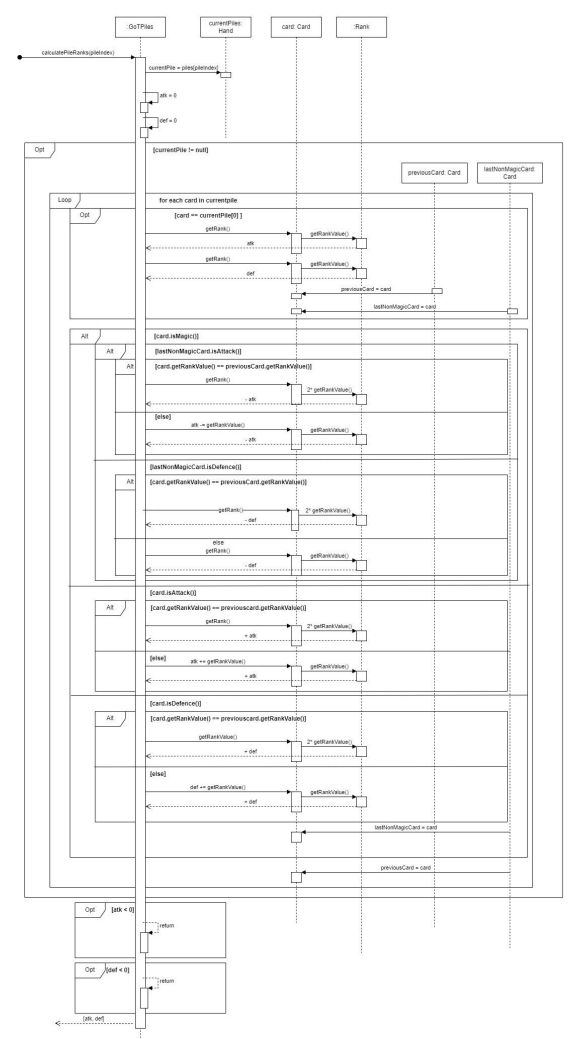 :GoTPiles
currentPiles:
Hand
card: Card
:Rank
calculatePileRanks(pileIndex)
currentPile = piles[pileIndex]
atk = 0
def = 0
Opt
[currentPile != null]
previousCard: Card
lastNonMagicCard:
Card
Loop
for each card in currentpile
Opt
[card == currentPile[0] ]
getRank()
getRankValue()
atk
getRank()
getRankValue()
def
previousCard = card
lastNonMagicCard = card
Alt
[card.isMagic()]
Alt
[lastNonMagicCard.isAttack()]
Alt
[card.getRankValue() == previousCard.getRankValue()]
getRank()
2* getRankValue()
- atk
[else]
atk -= getRankValue()
getRankValue()
- atk
[lastNonMagicCard.isDefence()]
Alt
[card.getRankValue() == previousCard.getRankValue()]
getRank()
2* getRankValue()
- def
else
getRank()
getRankValue()
- def
[card.isAttack()]
Alt
[card.getRankValue() == previouscard.getRankValue()]
getRank()
2* getRankValue()
+ atk
[else]
atk += getRankValue()
getRankValue()
+ atk
[card.isDefence()]
Alt
[card.getRankValue() == previouscard.getRankValue()]
getRankValue()
2* getRankValue()
+ def
[else]
def += getRankValue()
getRankValue()
+ def
lastNonMagicCard = card
previousCard = card
Opt
[atk < 0]
return
Opt
[def < 0]
return
[atk, def]